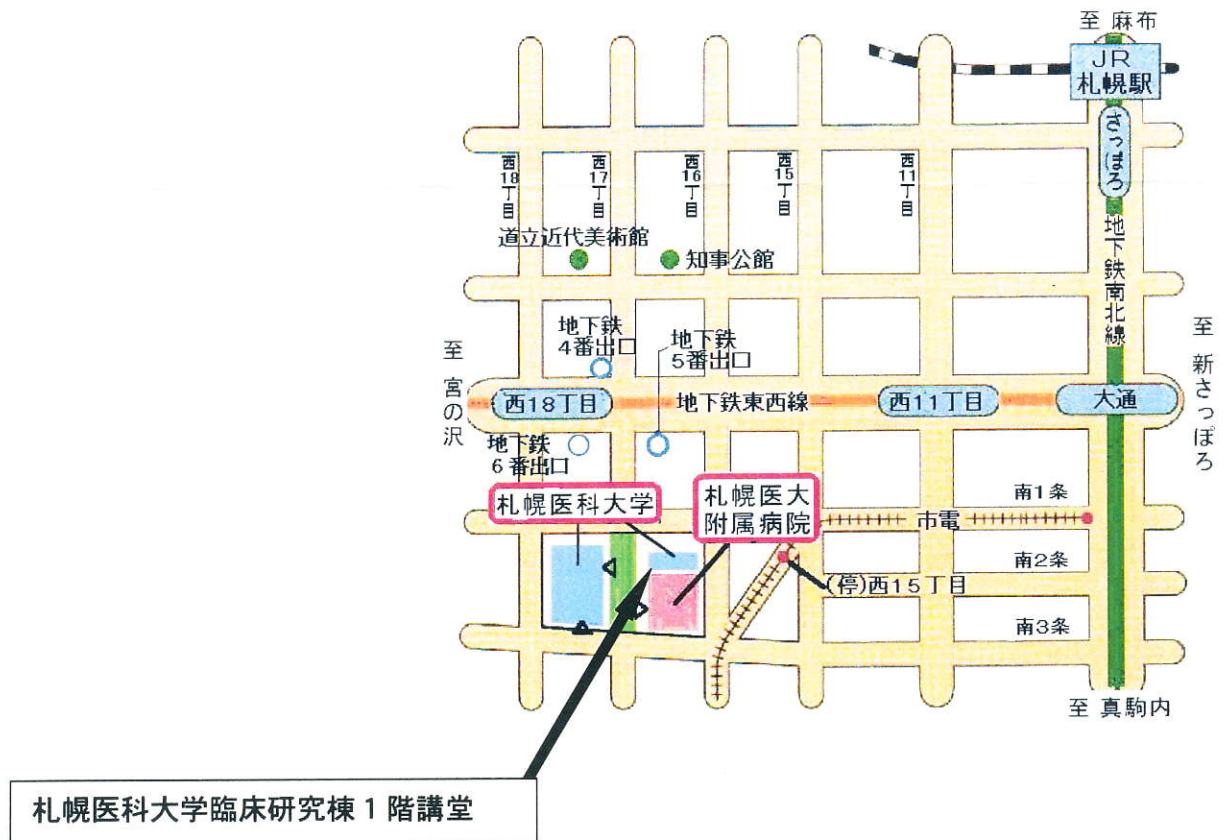 至 麻布
JR
札幌駅
さっぽろ
西18丁目
西17丁目
西16丁目
西15丁目
西11丁目
道立近代美術館
知事公館
地下鉄南北線
地下鉄
4番出口
地下鉄
5番出口
至 宮の沢
至 新さっぽろ
西18丁目
地下鉄東西線
西11丁目
大通
地下鉄
6番出口
札幌医科大学
札幌医大
附属病院
南1条
市電
南2条
(停)西15丁目
南3条
至 真駒内
札幌医科大学臨床研究棟1階講堂